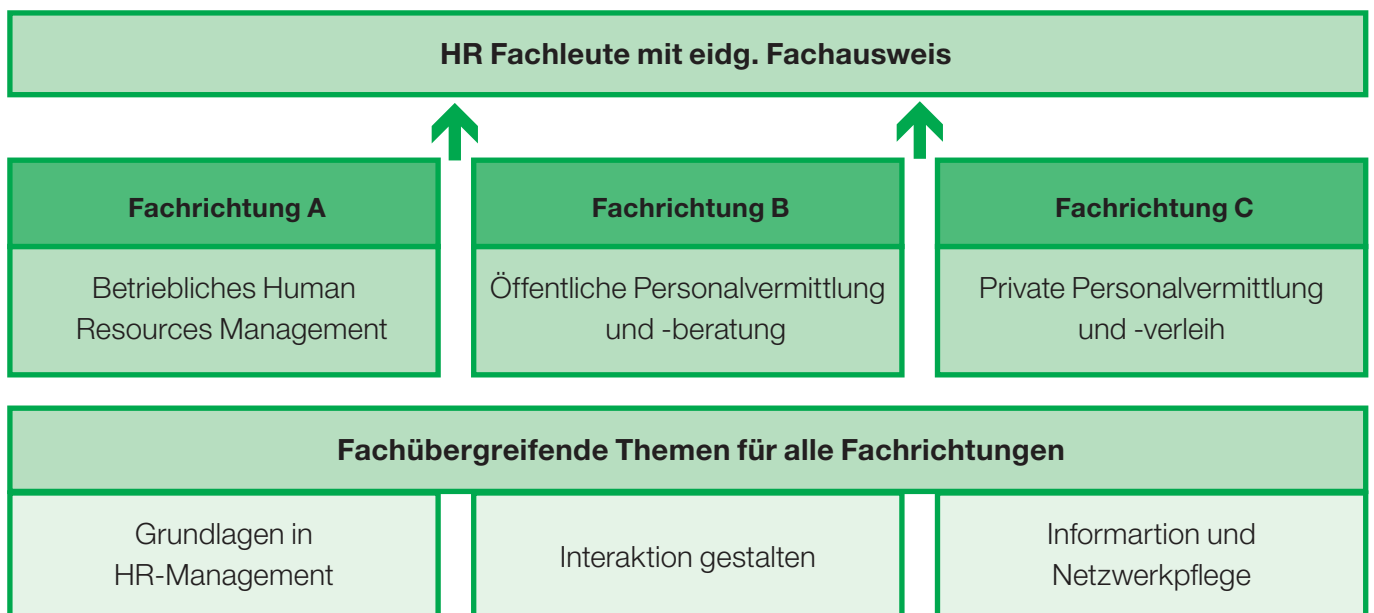 HR Fachleute mit eidg. Fachausweis
Fachrichtung A
Betriebliches Human
Resources Management
Fachrichtung B
Öffentliche Personalvermittlung
und -beratung
Fachrichtung C
Private Personalvermittlung
und -verleih
Fachübergreifende Themen für alle Fachrichtungen
Grundlagen in
HR-Management
Interaktion gestalten
Informartion und
Netzwerkpflege